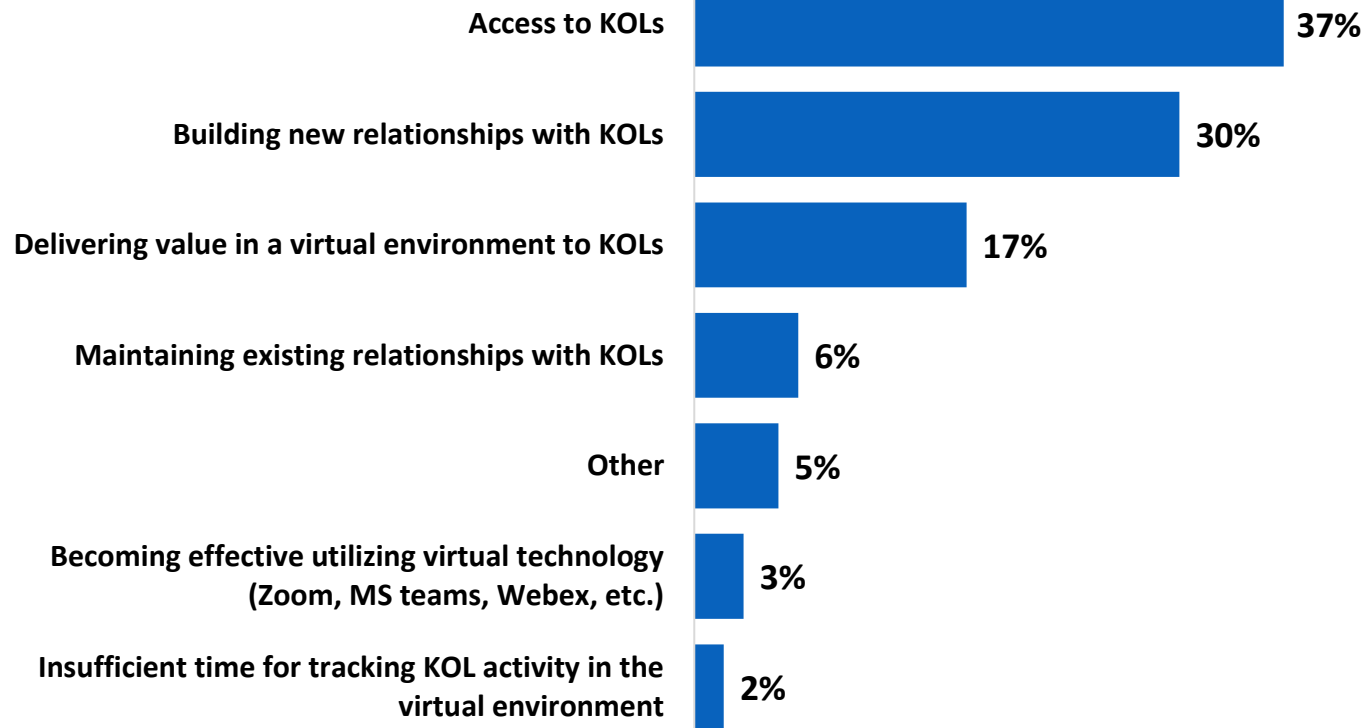 Access to KOLs
37%
Building new relationships with KOLs
30%
Delivering value in a virtual environment to KOLs
17%
Maintaining existing relationships with KOLs
6%
Other
5%
Becoming effective utilizing virtual technology
(Zoom, MS teams, Webex, etc.)
3%
Insufficient time for tracking KOL activity in the
virtual environment
2%